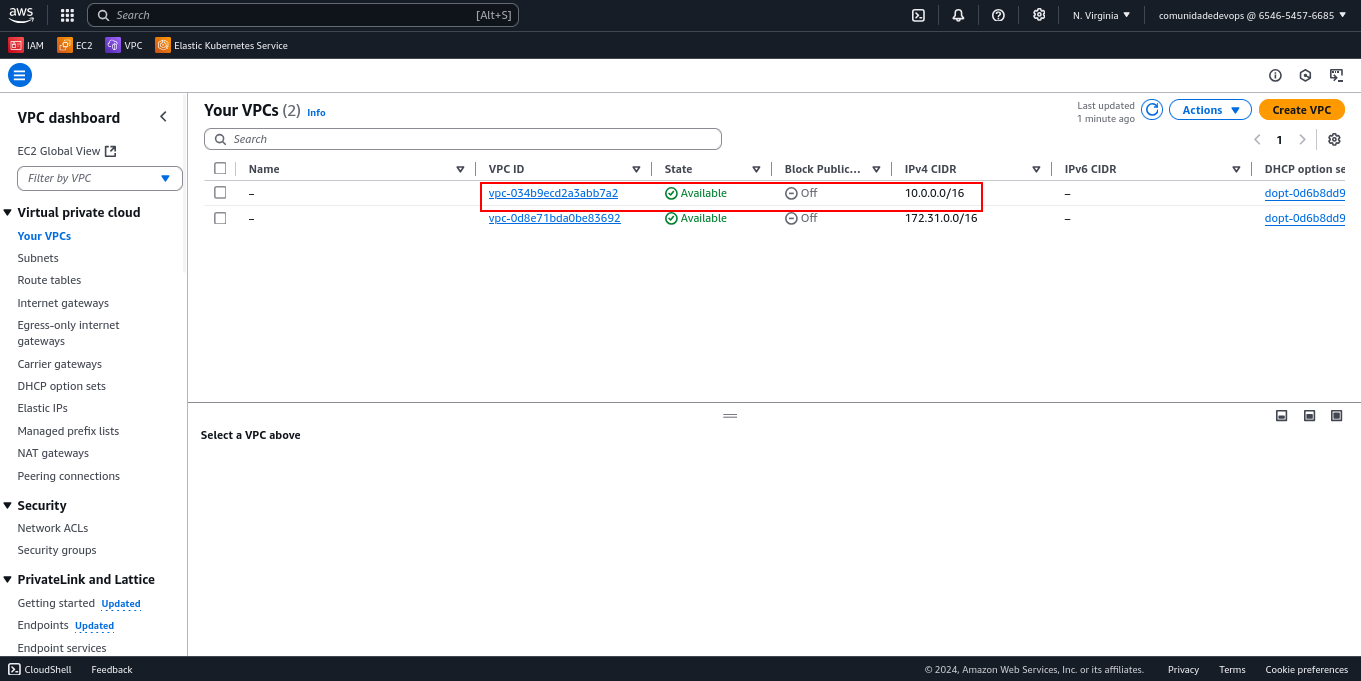 aws Search [Alt+S] N. Virginia comunidadedevops @ 6546-5457-6685
IAM EC2 VPC Elastic Kubernetes Service
VPC dashboard
EC2 Global View
Filter by VPC
Virtual private cloud
Your VPCs
Subnets
Route tables
Internet gateways
Egress-only internet
gateways
Carrier gateways
DHCP option sets
Elastic IPs
Managed prefix lists
NAT gateways
Peering connections
Security
Network ACLs
Security groups
PrivateLink and Lattice
Getting started Updated
Endpoints Updated
Endpoint services
Your VPCs (2) Info
Last updated
1 minute ago
Actions Create VPC
Search
1
Name VPC ID State Block Public... IPv4 CIDR IPv6 CIDR DHCP option se
– vpc-034b9ecd2a3abb7a2 Available Off 10.0.0.0/16 – dopt-0d6b8dd9
– vpc-0d8e71bda0be83692 Available Off 172.31.0.0/16 – dopt-0d6b8dd9
Select a VPC above
CloudShell Feedback © 2024, Amazon Web Services, Inc. or its affiliates. Privacy Terms Cookie preferences